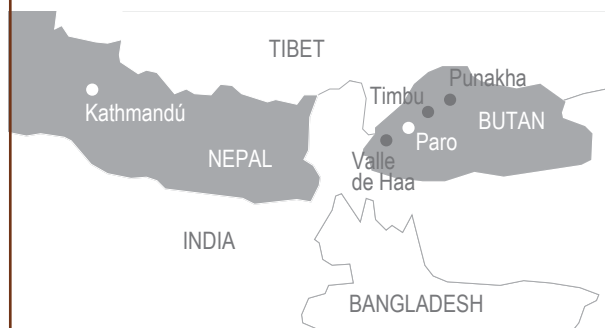 TIBET
Punakha
Timbu
Kathmandú
BUTAN
Paro
NEPAL
Valle
de Haa
INDIA
BANGLADESH